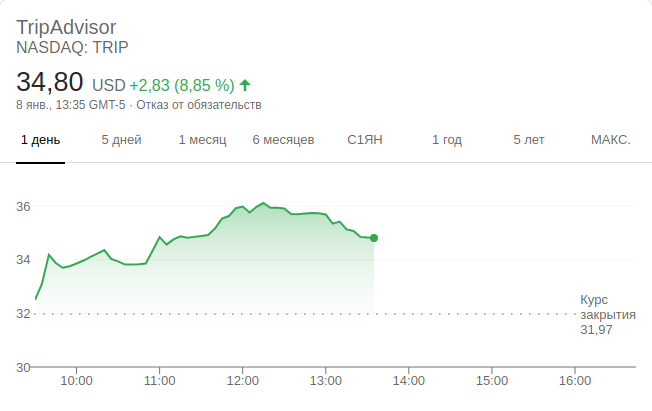 TripAdvisor
NASDAQ: TRIP
34,80 USD +2,83 (8,85 %)
8 янв., 13:35 GMT-5 · Отказ от обязательств
1 день 5 дней 1 месяц 6 месяцев С1ЯН 1 год 5 лет МАКС.
36
34
32
30
Курс
закрытия
31,97
10:00 11:00 12:00 13:00 14:00 15:00 16:00